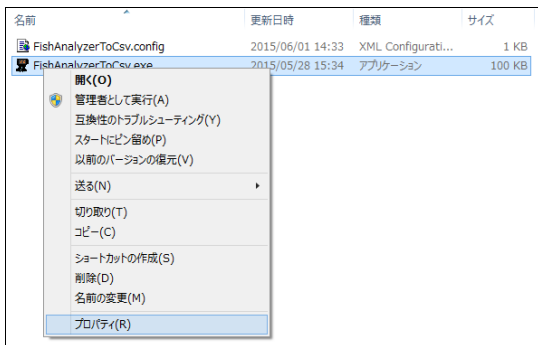 名前 更新日時 種類 サイズ
FishAnalyzerToCsv.config 2015/06/01 14:33 XML Configurati... 1 KB
FishAnalyzerToCsv.exe 2015/05/28 15:34 アプリケーション 100 KB
開く(O)
管理者として実行(A)
互換性のトラブルシューティング(Y)
スタートにピン留め(P)
以前のバージョンの復元(V)
送る(N)
切り取り(T)
コピー(C)
ショートカットの作成(S)
削除(D)
名前の変更(M)
プロパティ(R)